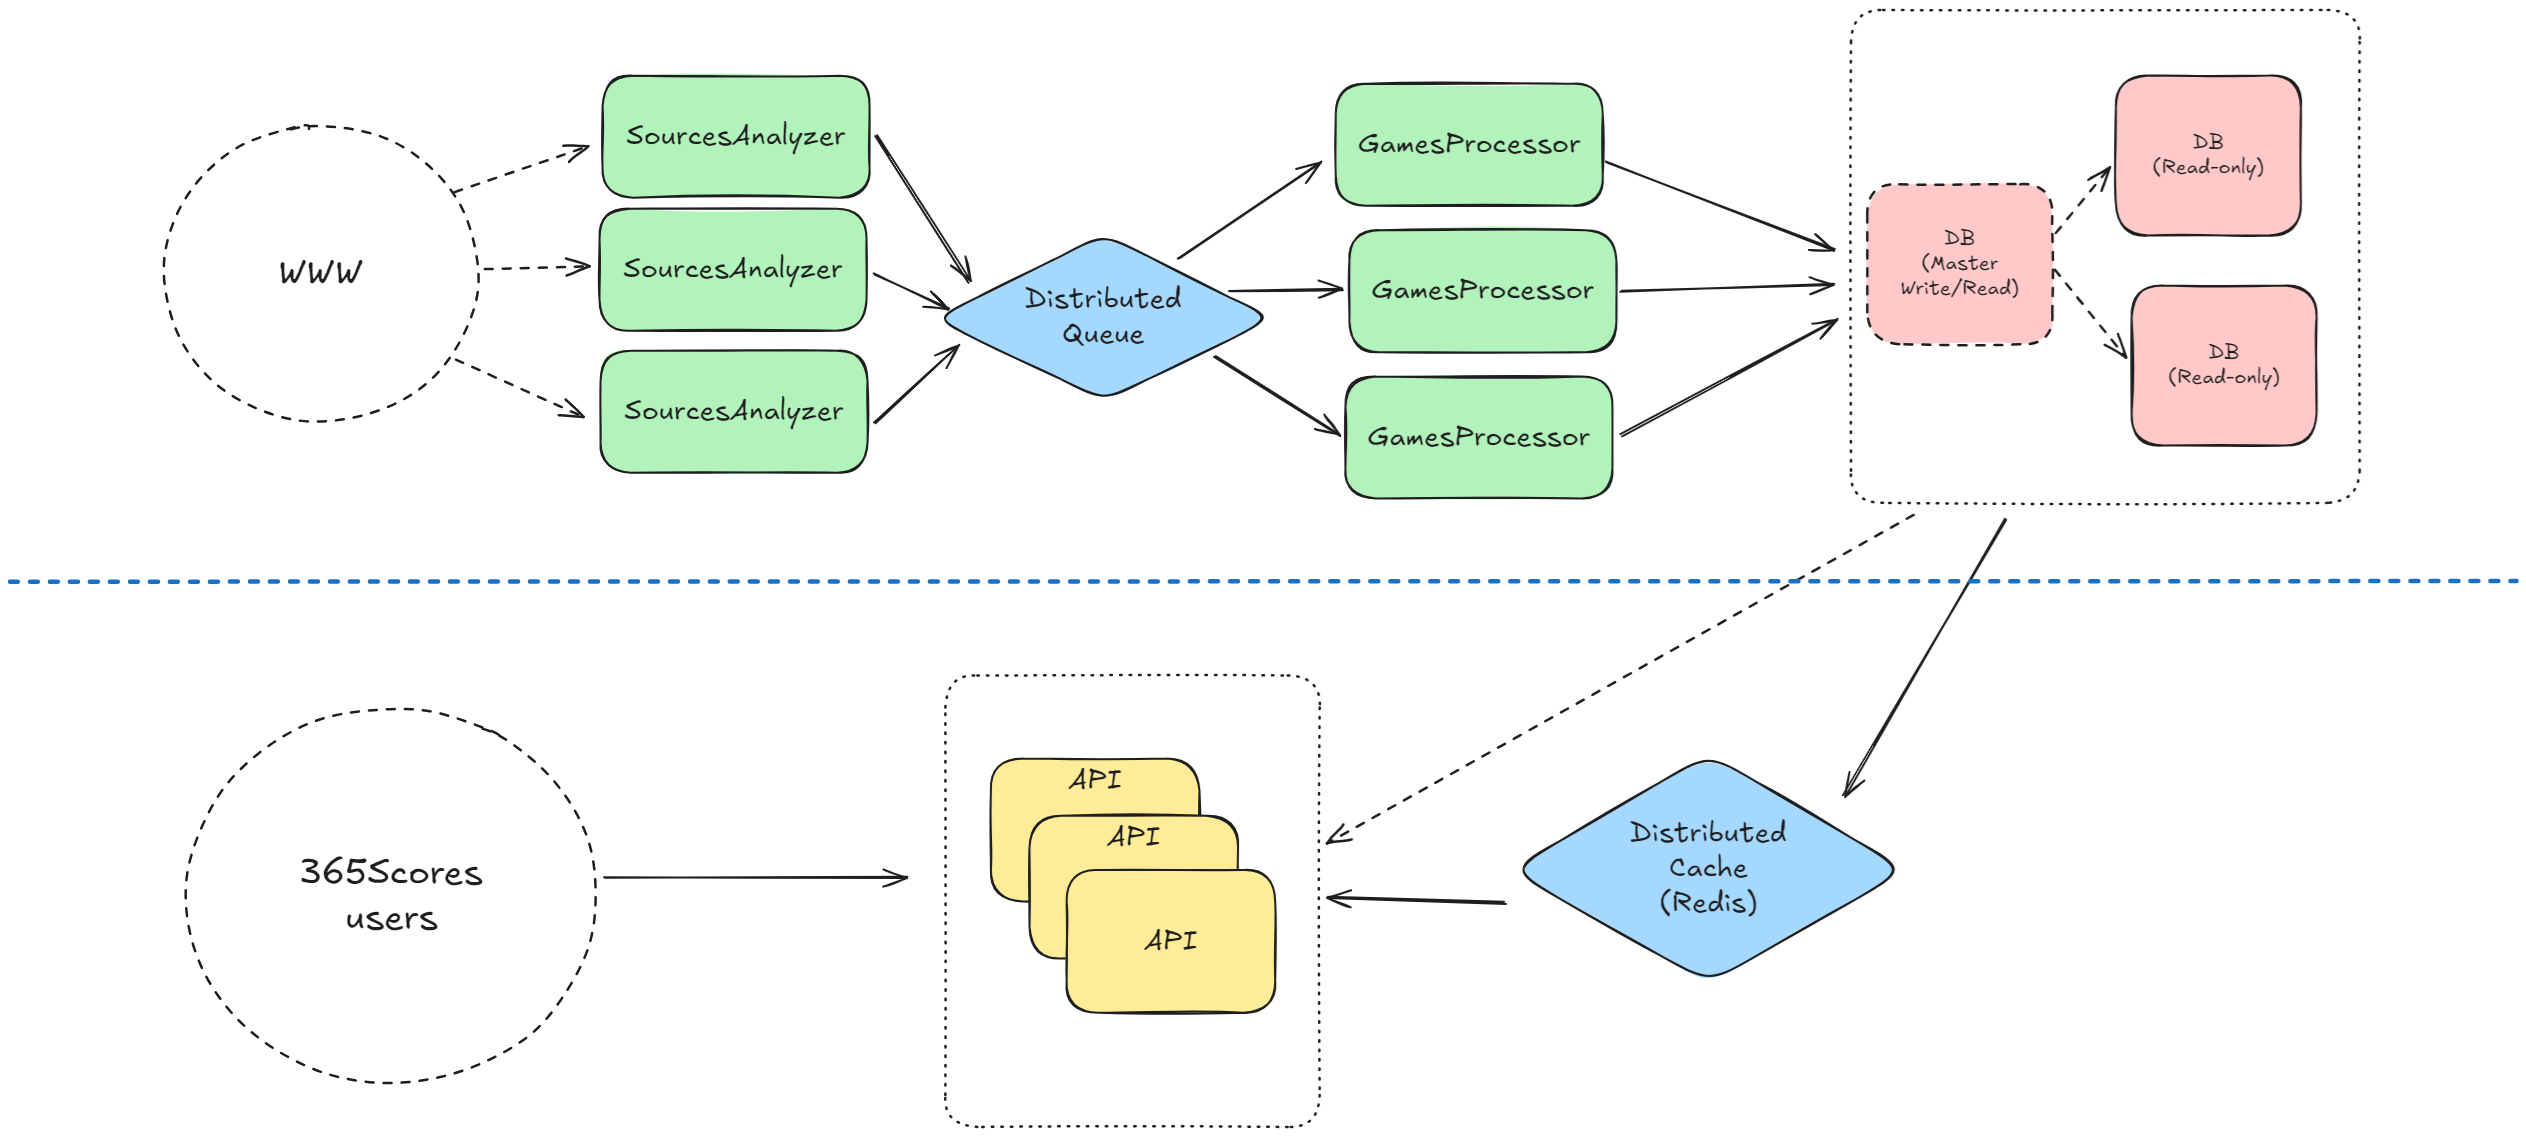 WWW
SourcesAnalyzer
SourcesAnalyzer
SourcesAnalyzer
Distributed
Queue
GamesProcessor
GamesProcessor
GamesProcessor
DB
(Master
Write/Read)
DB
(Read-only)
DB
(Read-only)
365Scores
users
API
API
API
Distributed
Cache
(Redis)